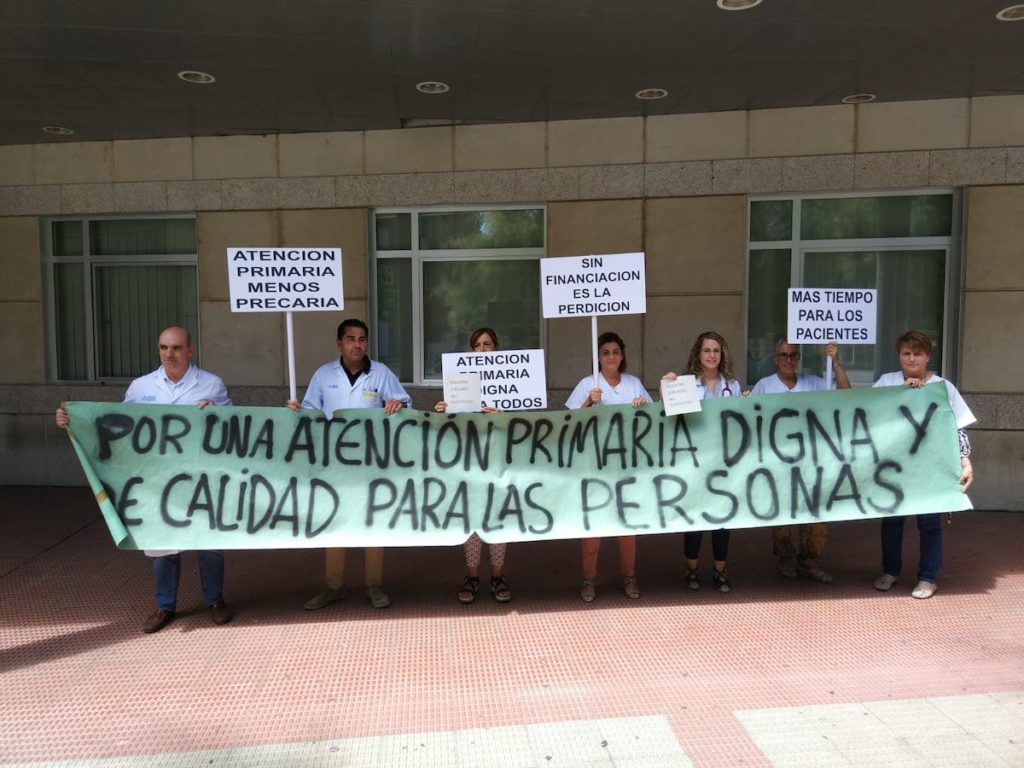 ATENCION
PRIMARIA
MENOS
PRECARIA
SIN
FINANCIACION
ES LA
PERDICION
MAS TIEMPO
PARA LOS
PACIENTES
ATENCION
PRIMARIA
DIGNA
TODOS
POR UNA ATENCIÓN PRIMARIA DIGNA Y
DE CALIDAD PARA LAS PERSONAS